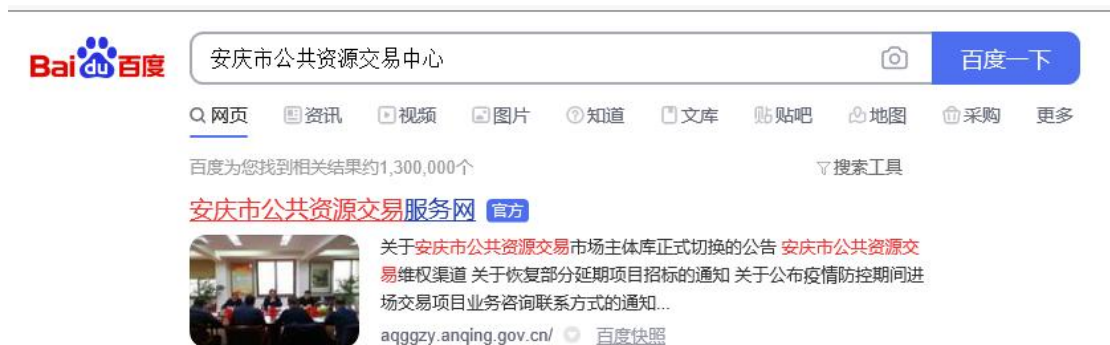 Bai du 百度 安庆市公共资源交易中心 百度一下
网页 资讯 视频 图片 知道 文库 贴吧 地图 采购 更多
百度为您找到相关结果约1,300,000个 搜索工具
安庆市公共资源交易服务网 官方
关于安庆市公共资源交易市场主体库正式切换的公告 安庆市公共资源交
易维权渠道 关于恢复部分延期项目招标的通知 关于公布疫情防控期间进
场交易项目业务咨询联系方式的通知...
aqggzy.anqing.gov.cn/ 百度快照